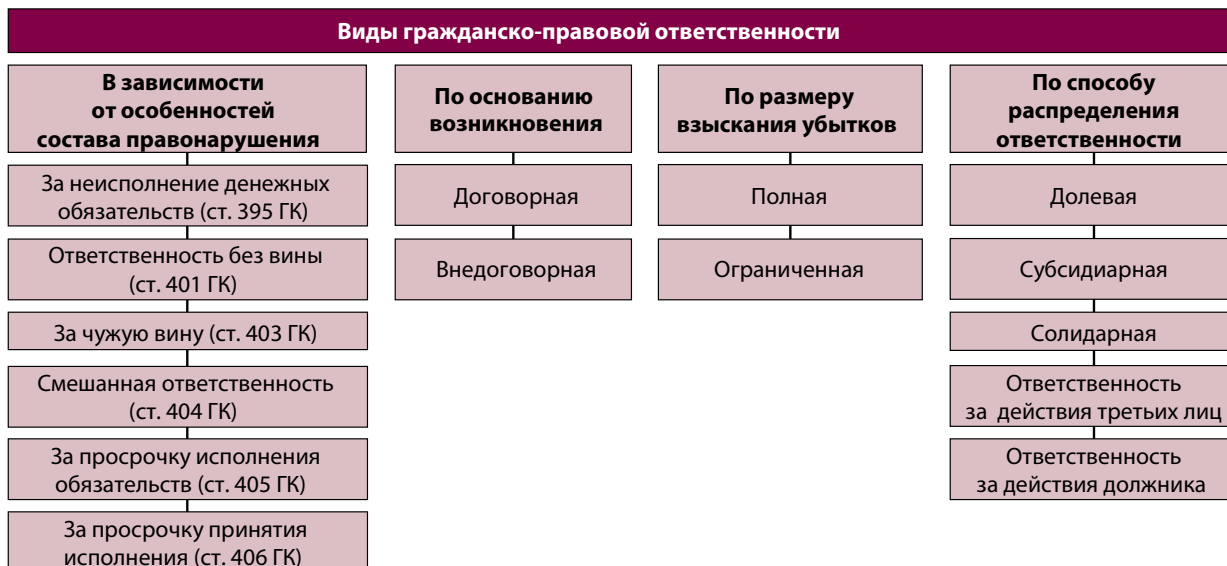 Виды гражданско-правовой ответственности
В зависимости
от особенностей
состава правонарушения
За неисполнение денежных
обязательств (ст. 395 ГК)
Ответственность без вины
(ст. 401 ГК)
За чужую вину (ст. 403 ГК)
Смешанная ответственность
(ст. 404 ГК)
За просрочку исполнения
обязательств (ст. 405 ГК)
За просрочку принятия
исполнения (ст. 406 ГК)
По основанию
возникновения
Договорная
Внедоговорная
По размеру
взыскания убытков
Полная
Ограниченная
По способу
распределения
ответственности
Долевая
Субсидиарная
Солидарная
Ответственность
за действия третьих лиц
Ответственность
за действия должника